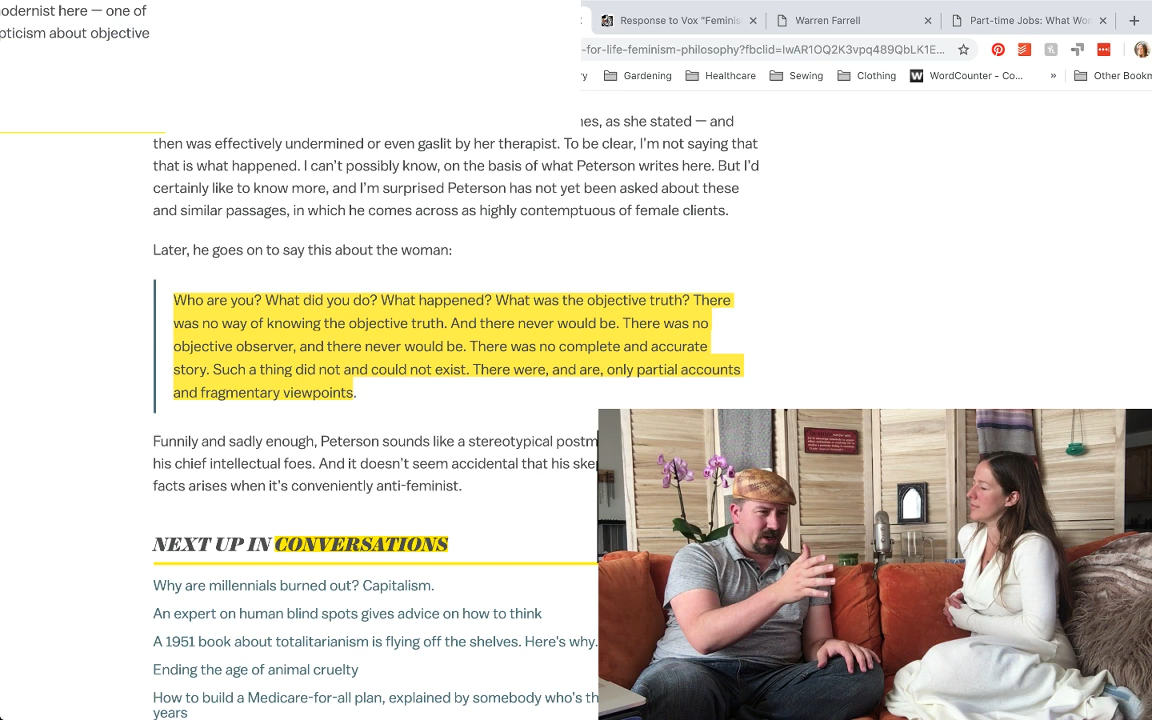 modernist here — one of
pticism about objective
Response to Vox "Feminis
Warren Farrell
Part-time Jobs: What Wo
-for-life-feminism-philosophy?fbclid=IwAR1OQ2K3vpq489QbLK1E...
ry
Gardening
Healthcare
Sewing
Clothing
W
WordCounter - Co...
»
Other Bookm
nes, as she stated — and
then was effectively undermined or even gaslit by her therapist. To be clear, I'm not saying that
that is what happened. I can't possibly know, on the basis of what Peterson writes here. But I'd
certainly like to know more, and I'm surprised Peterson has not yet been asked about these
and similar passages, in which he comes across as highly contemptuous of female clients.
Later, he goes on to say this about the woman:
Who are you? What did you do? What happened? What was the objective truth? There
was no way of knowing the objective truth. And there never would be. There was no
objective observer, and there never would be. There was no complete and accurate
story. Such a thing did not and could not exist. There were, and are, only partial accounts
and fragmentary viewpoints.
Funnily and sadly enough, Peterson sounds like a stereotypical postm
his chief intellectual foes. And it doesn't seem accidental that his ske
facts arises when it's conveniently anti-feminist.
NEXT UP IN CONVERSATIONS
Why are millennials burned out? Capitalism.
An expert on human blind spots gives advice on how to think
A 1951 book about totalitarianism is flying off the shelves. Here's why.
Ending the age of animal cruelty
How to build a Medicare-for-all plan, explained by somebody who's th
years